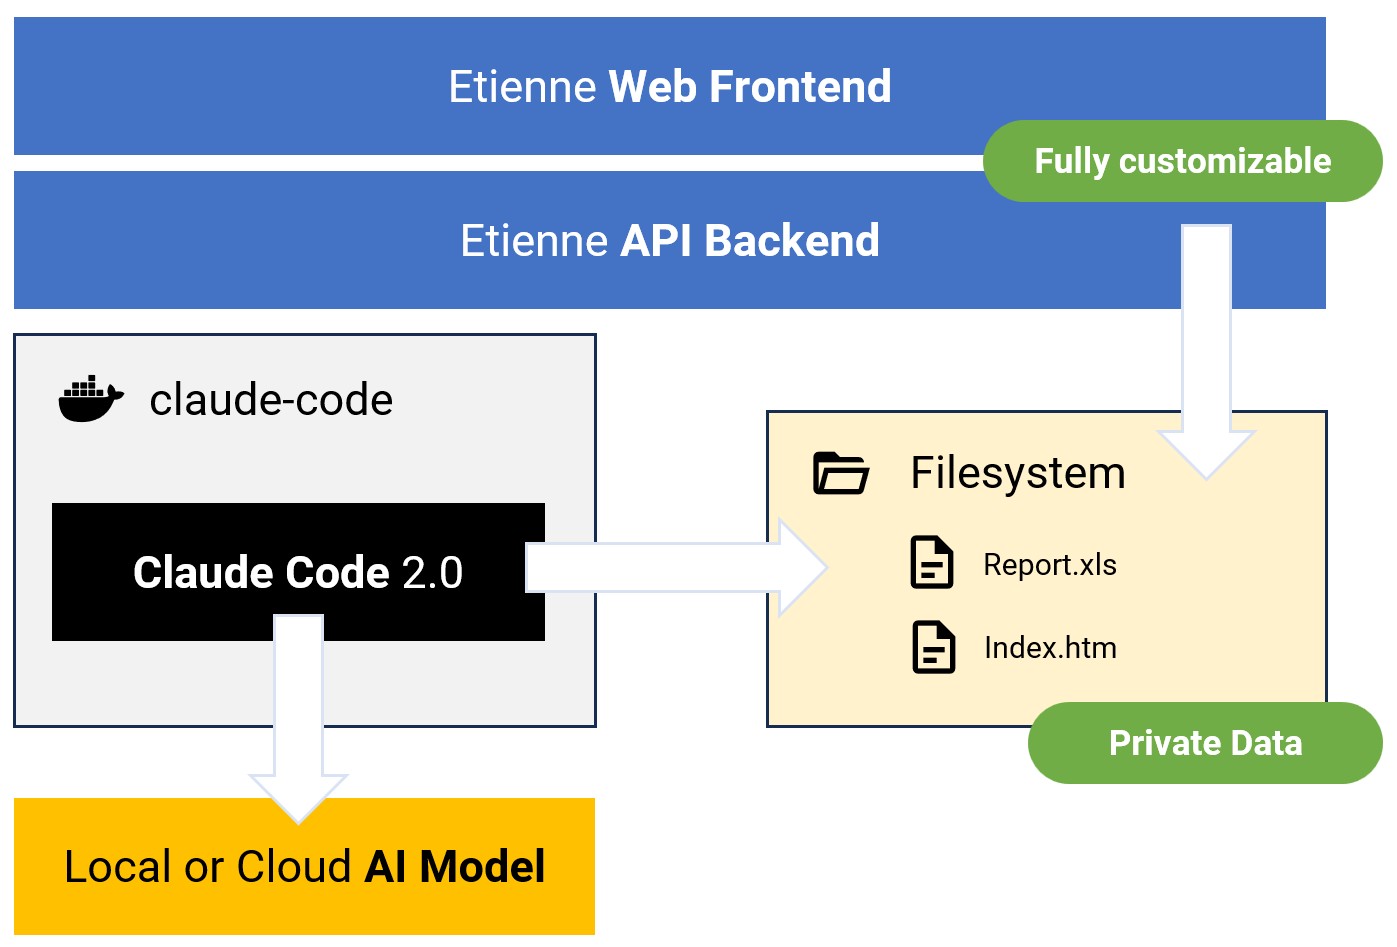 Etienne Web Frontend
Fully customizable
Etienne API Backend
claude-code
Filesystem
Claude Code 2.0
Report.xls
Index.htm
Private Data
Local or Cloud AI Model